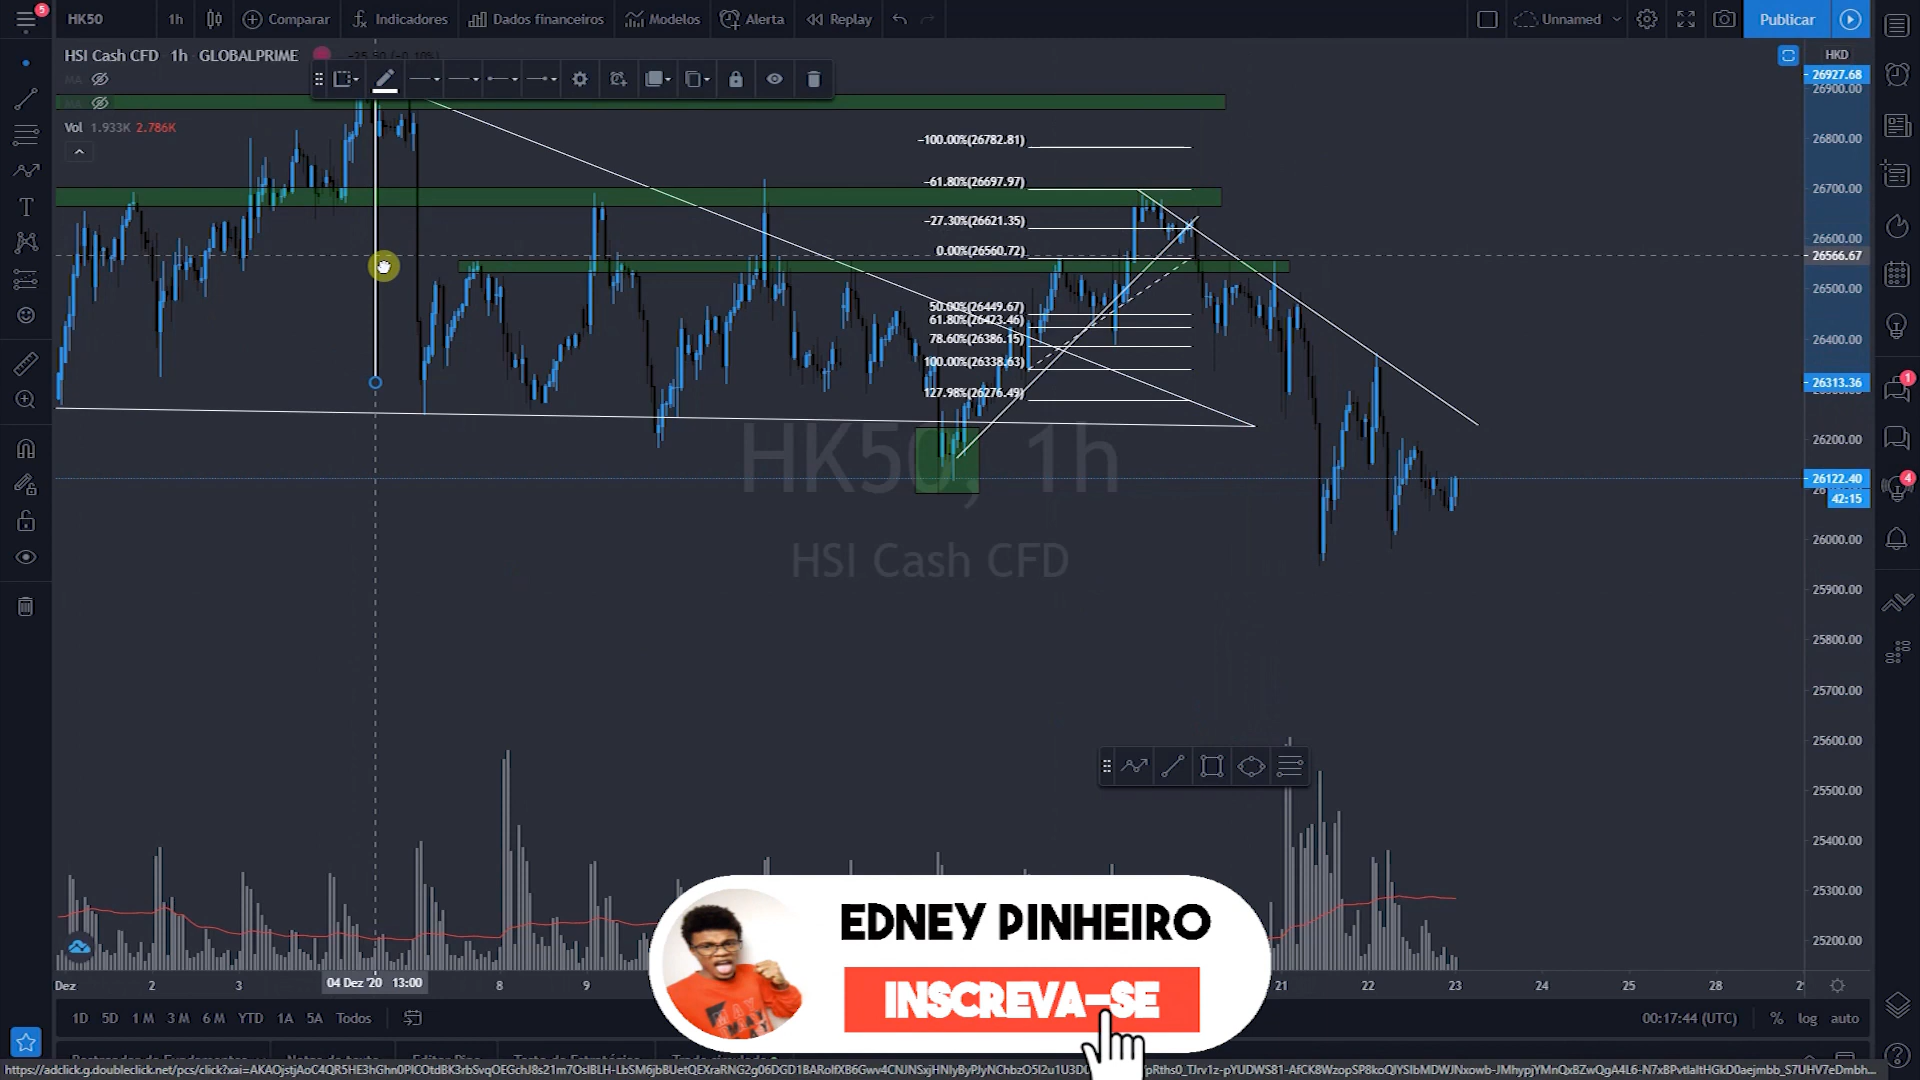 5
HK50
1h
Comparar
Indicadores
Dados financeiros
Modelos
Alerta
Replay
Unnamed
Publicar
HSI Cash CFD · 1h · GLOBALPRIME
HKD
MA
MA
Vol 1.933K 2.786K
26927.68
26900.00
26800.00
26700.00
26600.00
26566.67
26500.00
26400.00
26313.36
26200.00
26122.40
42:15
26000.00
25900.00
25800.00
25700.00
25600.00
25500.00
25400.00
25300.00
25200.00
-100.00%(26782.81)
-61.80%(26697.97)
-27.30%(26621.35)
0.00%(26560.72)
50.00%(26449.67)
61.80%(26423.46)
78.60%(26386.15)
100.00%(26338.63)
127.98%(26276.49)
HK50, 1h
HSI Cash CFD
1
4
EDNEY PINHEIRO
INSCREVA-SE
Dez 2 3 04 Dez '20 13:00 8 9 21 22 23 24 25 28
1D 5D 1M 3M 6M YTD 1A 5A Todos
00:17:44 (UTC) % log auto